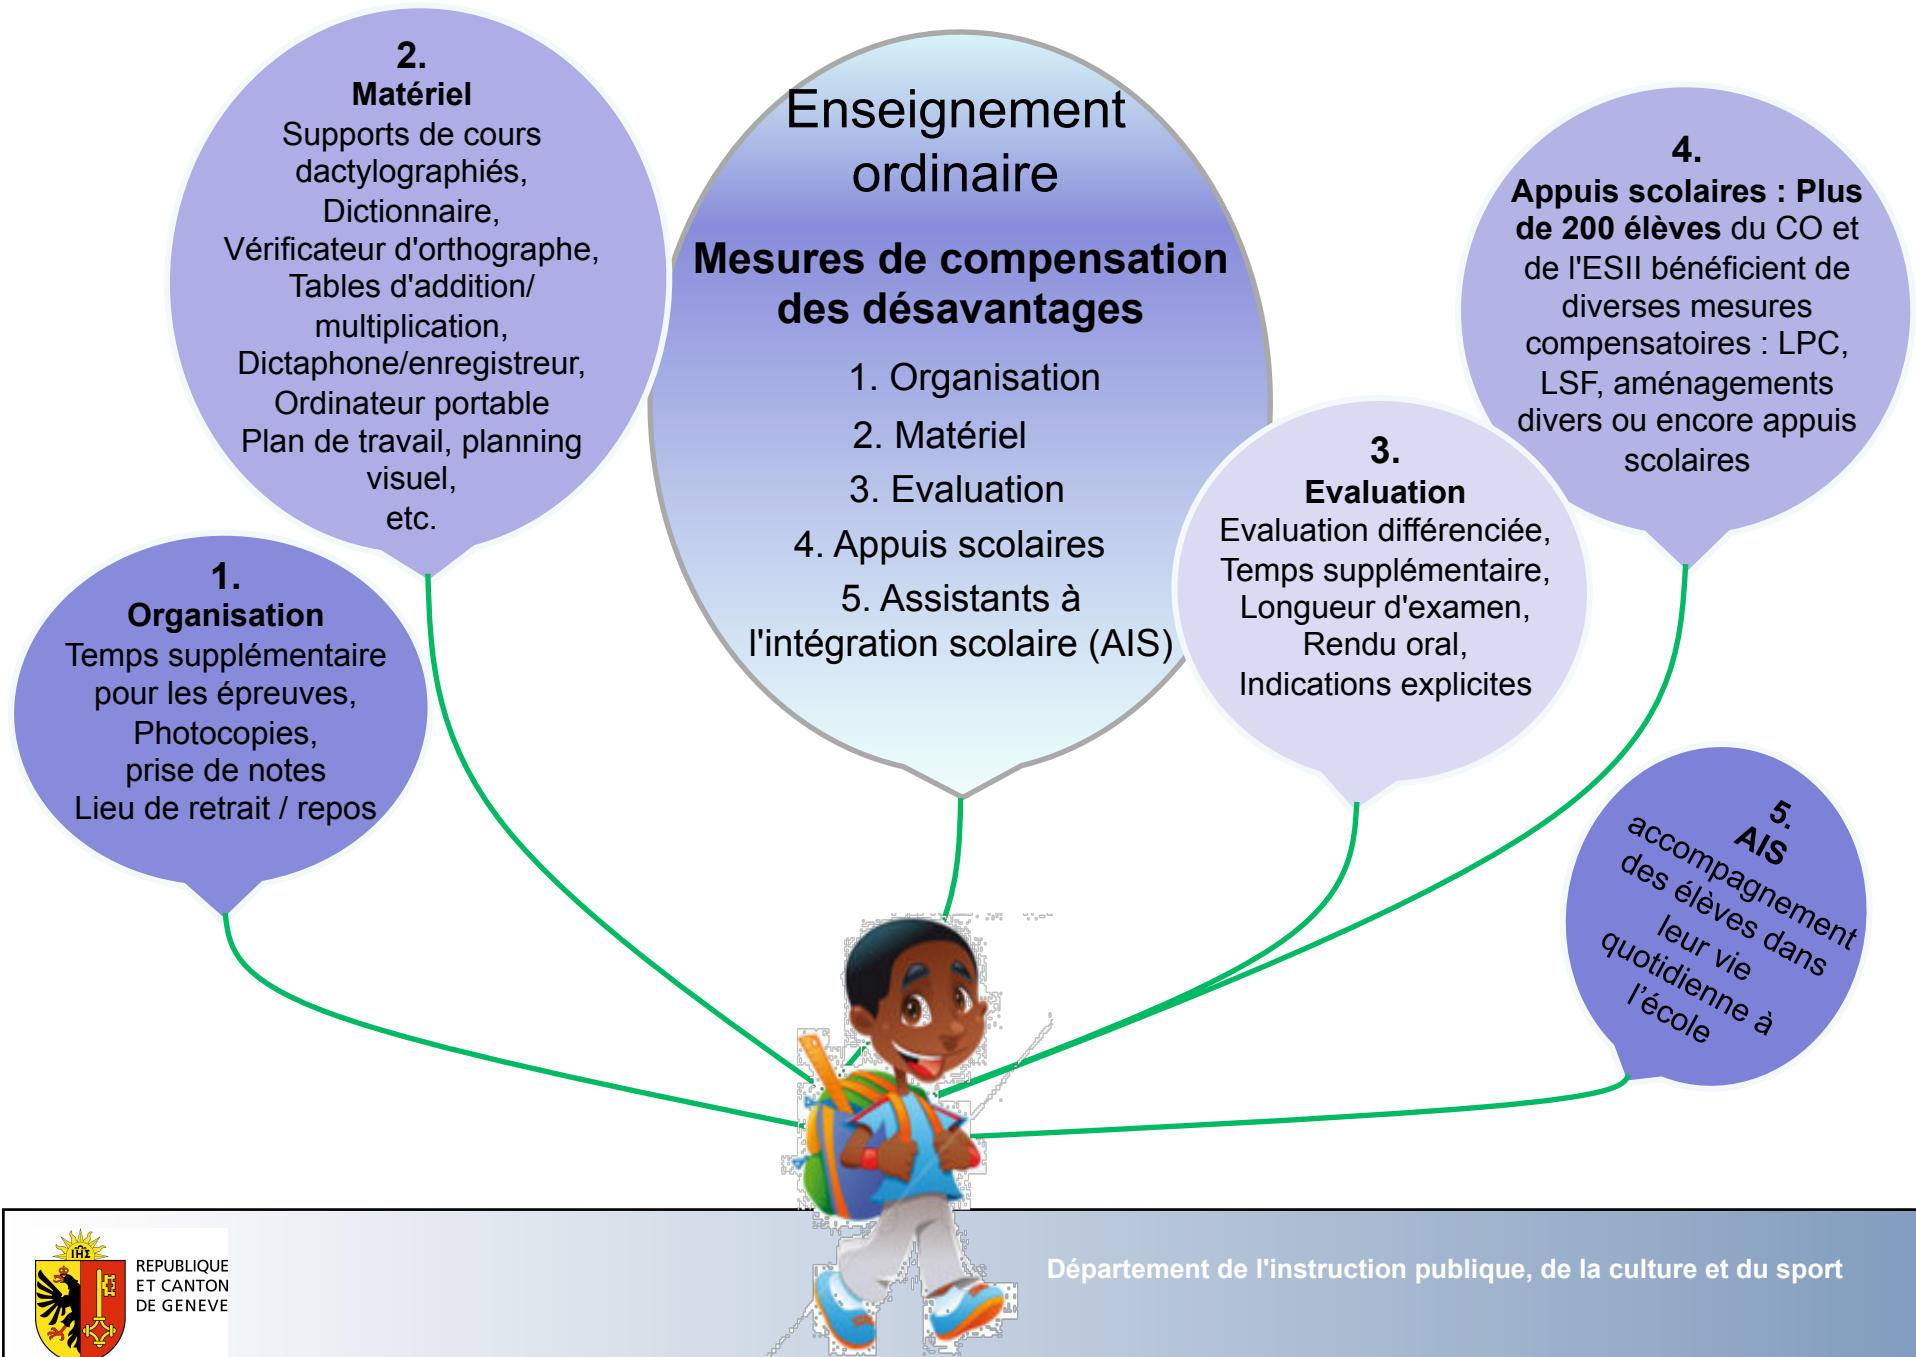 Enseignement
ordinaire
Mesures de compensation
des désavantages
1. Organisation
2. Matériel
3. Evaluation
4. Appuis scolaires
5. Assistants à
l'intégration scolaire (AIS)
1.
Organisation
Temps supplémentaire
pour les épreuves,
Photocopies,
prise de notes
Lieu de retrait / repos
2.
Matériel
Supports de cours
dactylographiés,
Dictionnaire,
Vérificateur d'orthographe,
Tables d'addition/
multiplication,
Dictaphone/enregistreur,
Ordinateur portable
Plan de travail, planning
visuel,
etc.
3.
Evaluation
Evaluation différenciée,
Temps supplémentaire,
Longueur d'examen,
Rendu oral,
Indications explicites
4.
Appuis scolaires : Plus
de 200 élèves du CO et
de l'ESII bénéficient de
diverses mesures
compensatoires : LPC,
LSF, aménagements
divers ou encore appuis
scolaires
5.
AIS
accompagnement
des élèves dans
leur vie
quotidienne à
l'école
IHS
REPUBLIQUE
ET CANTON
DE GENEVE
Département de l'instruction publique, de la culture et du sport